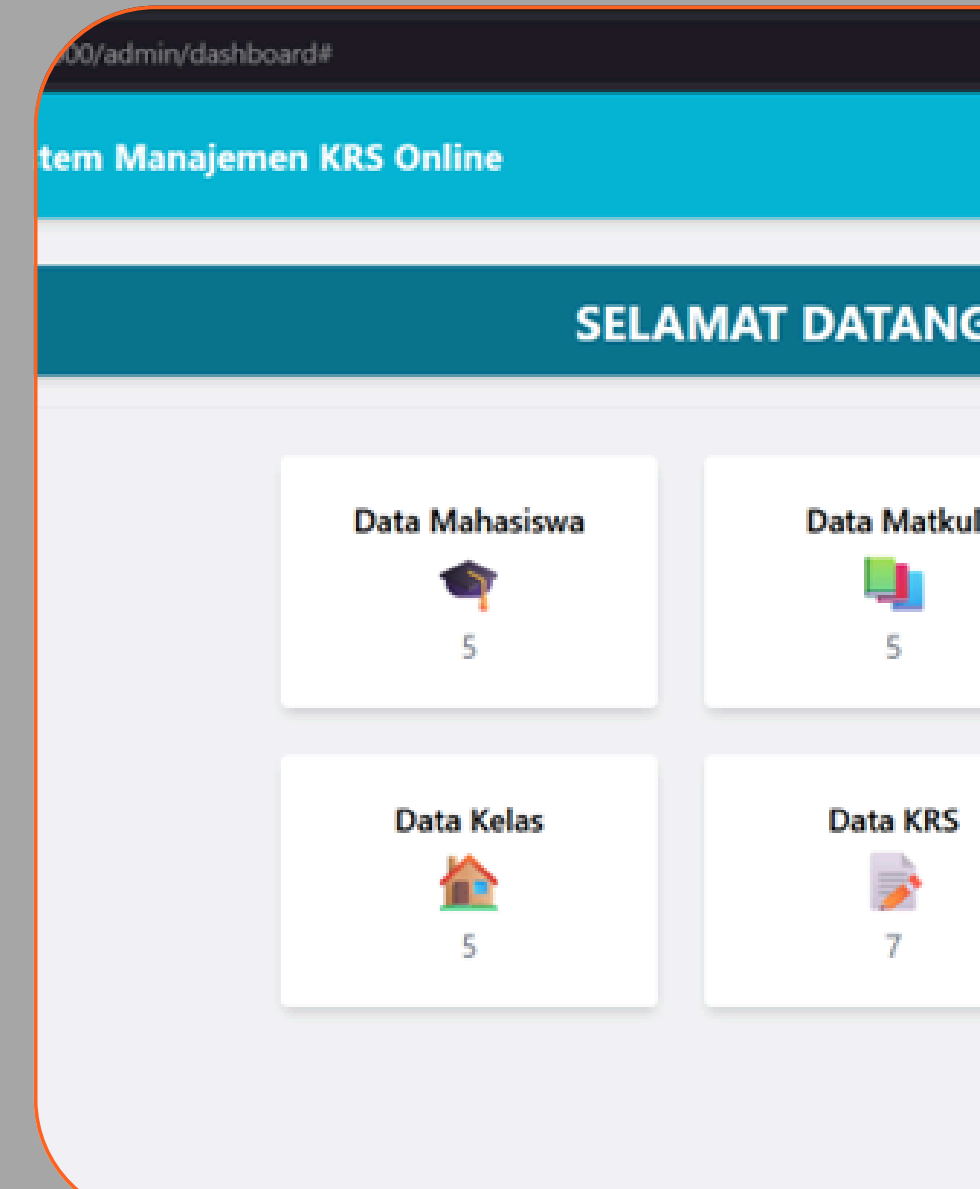 00/admin/dashboard#
tem Manajemen KRS Online
SELAMAT DATANG
Data Mahasiswa
5
Data Matkul
5
Data Kelas
5
Data KRS
7